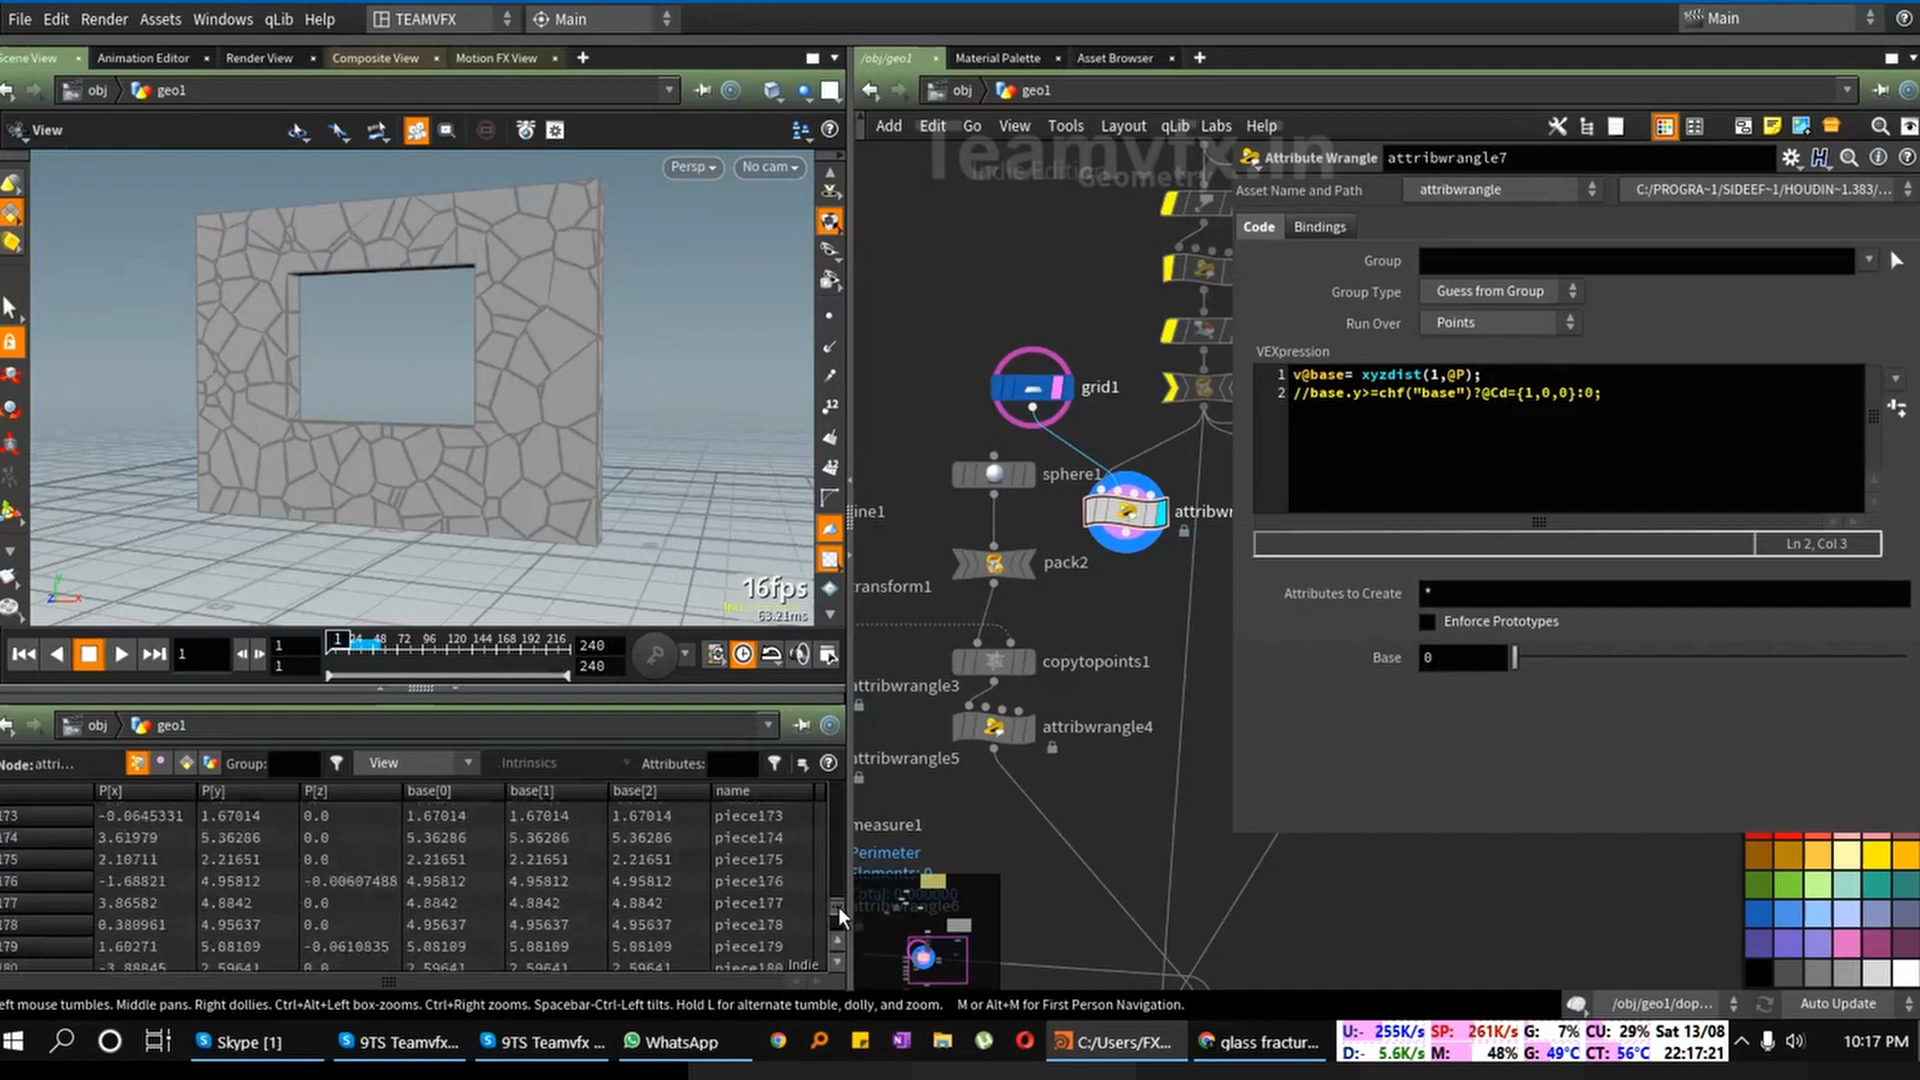 File Edit Render Assets Windows qLib Help TEAMVFX Main Main
Scene View Animation Editor Render View Composite View Motion FX View
obj geo1
View
Persp No cam
16fps
63.21ms
1 24 48 72 96 120 144 168 192 216
1 1 1 240 240
obj geo1
Node: attri... Group: View Intrinsics Attributes:
P[x] P[y] P[z] base[0] base[1] base[2] name
173 -0.0645331 1.67014 0.0 1.67014 1.67014 1.67014 piece173
174 3.61979 5.36286 0.0 5.36286 5.36286 5.36286 piece174
175 2.10711 2.21651 0.0 2.21651 2.21651 2.21651 piece175
176 -1.68821 4.95812 -0.00607488 4.95812 4.95812 4.95812 piece176
177 3.86582 4.8842 0.0 4.8842 4.8842 4.8842 piece177
178 0.380961 4.95637 0.0 4.95637 4.95637 4.95637 piece178
179 1.60271 5.08109 -0.0610835 5.08109 5.08109 5.08109 piece179
180 -3.88845 2.59641 0.0 2.59641 2.59641 2.59641 piece180
Indie
/obj/geo1 Material Palette Asset Browser
obj geo1
Add Edit Go View Tools Layout qLib Labs Help
Teamvfx.in
Indie Edition
Geometry
grid1
sphere1
line1
attribwr
pack2
transform1
copytopoints1
attribwrangle3
attribwrangle4
attribwrangle5
measure1
Perimeter
attribwrangle6
Attribute Wrangle attribwrangle7
Asset Name and Path attribwrangle C:/PROGRA~1/SIDEEF~1/HOUDIN~1.383/...
Code Bindings
Group
Group Type Guess from Group
Run Over Points
VEXpression
1 v@base= xyzdist(1,@P);
2 //base.y>=chf("base")?@Cd={1,0,0}:0;
Ln 2, Col 3
Attributes to Create *
Enforce Prototypes
Base 0
Left mouse tumbles. Middle pans. Right dollies. Ctrl+Alt+Left box-zooms. Ctrl+Right zooms. Spacebar-Ctrl-Left tilts. Hold L for alternate tumble, dolly, and zoom. M or Alt+M for First Person Navigation.
/obj/geo1/dop... Auto Update
Skype [1] 9TS Teamvfx... 9TS Teamvfx ... WhatsApp C:/Users/FX... glass fractur...
U:- 255K/s SP: 261K/s G: 7% CU: 29% Sat 13/08
D:- 5.6K/s M: 48% G: 49°C CT: 56°C 22:17:21
10:17 PM